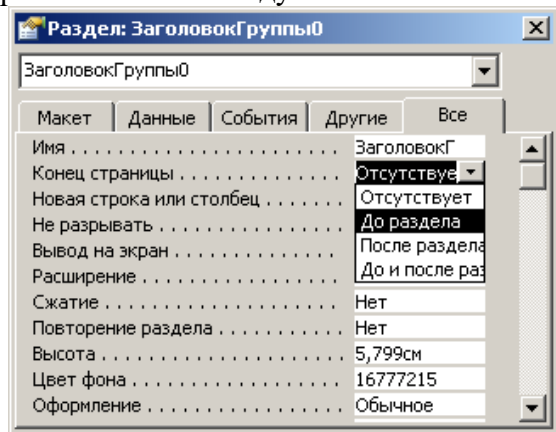 Раздел: ЗаголовокГруппы0
ЗаголовокГруппы0
Макет Данные События Другие Все
Имя . . . . . . . . . . . . . . . . . . . . . . . ЗаголовокГ
Конец страницы . . . . . . . . . . . . . . Отсутствуе
Новая строка или столбец . . . . . . . Отсутствует
Не разрывать . . . . . . . . . . . . . . . . До раздела
Вывод на экран . . . . . . . . . . . . . . После раздела
Расширение . . . . . . . . . . . . . . . . . До и после раз
Сжатие . . . . . . . . . . . . . . . . . . . . Нет
Повторение раздела . . . . . . . . . . . Нет
Высота . . . . . . . . . . . . . . . . . . . . 5,799см
Цвет фона . . . . . . . . . . . . . . . . . . 16777215
Оформление . . . . . . . . . . . . . . . . . Обычное